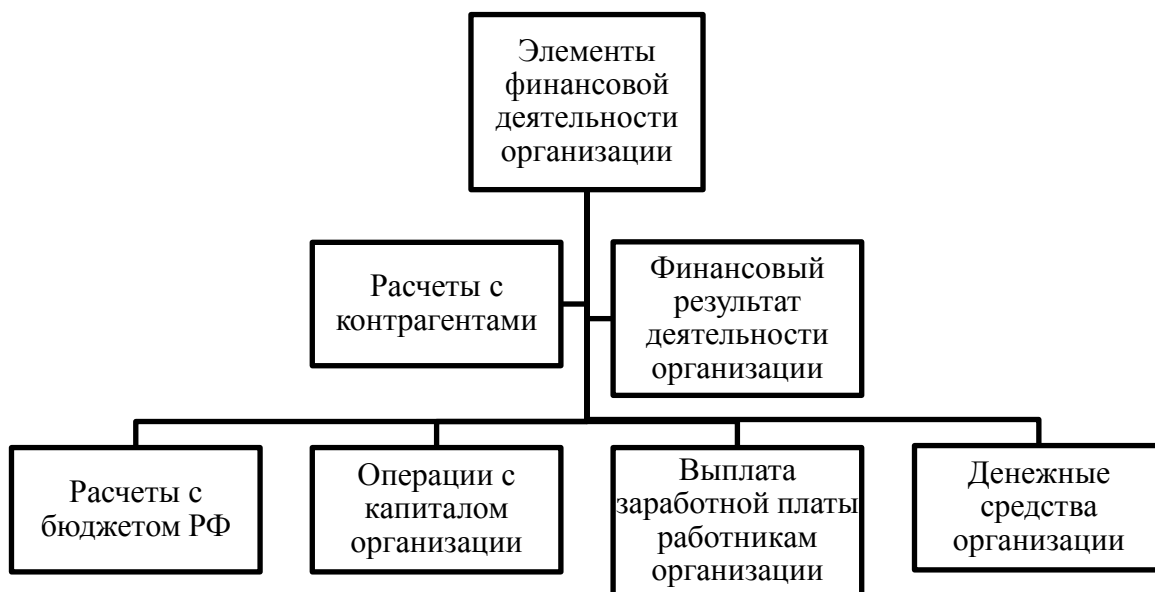 Элементы
финансовой
деятельности
организации
Расчеты с
контрагентами
Финансовый
результат
деятельности
организации
Расчеты с
бюджетом РФ
Операции с
капиталом
организации
Выплата
заработной платы
работникам
организации
Денежные
средства
организации